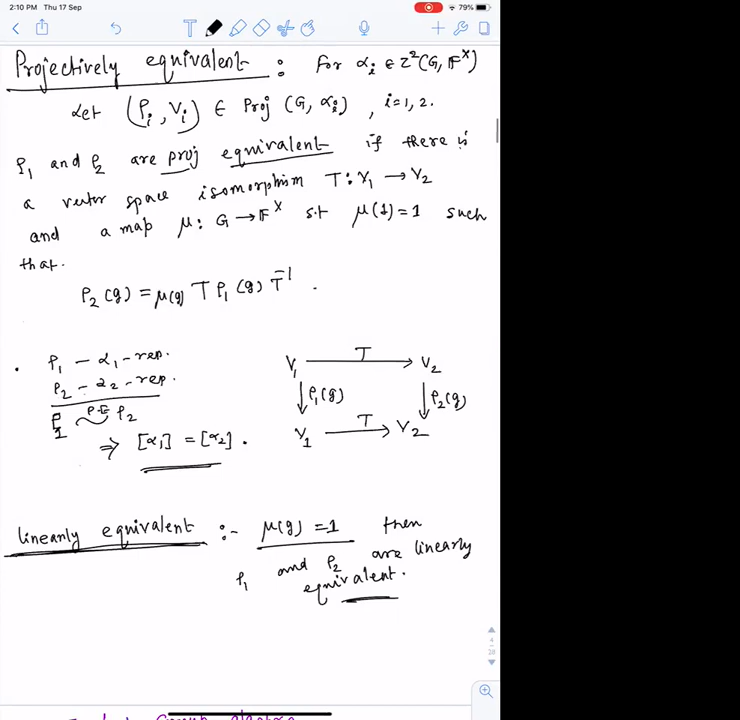 2:10 PM Thu 17 Sep
79%
Projectively equivalent : For α_i ∈ Z²(G, F^×)
Let (ρ_i, V_i) ∈ Proj (G, α_i) , i=1, 2.
ρ_1 and ρ_2 are proj equivalent if there is
a vector space isomorphism T: V_1 → V_2
and a map μ: G → F^× s.t μ(1)=1 such
that.
ρ_2 (g) = μ(g) T ρ_1 (g) T^{-1} .
ρ_1 – α_1 – rep.
ρ_2 – α_2 – rep.
ρ_1 ~ ρ_2
⇒ [α_1] = [α_2] .
V_1 T V_2
ρ_1(g) ρ_2(g)
V_1 T V_2
linearly equivalent :- μ(g) = 1 then
ρ_1 and ρ_2 are linearly
equivalent.